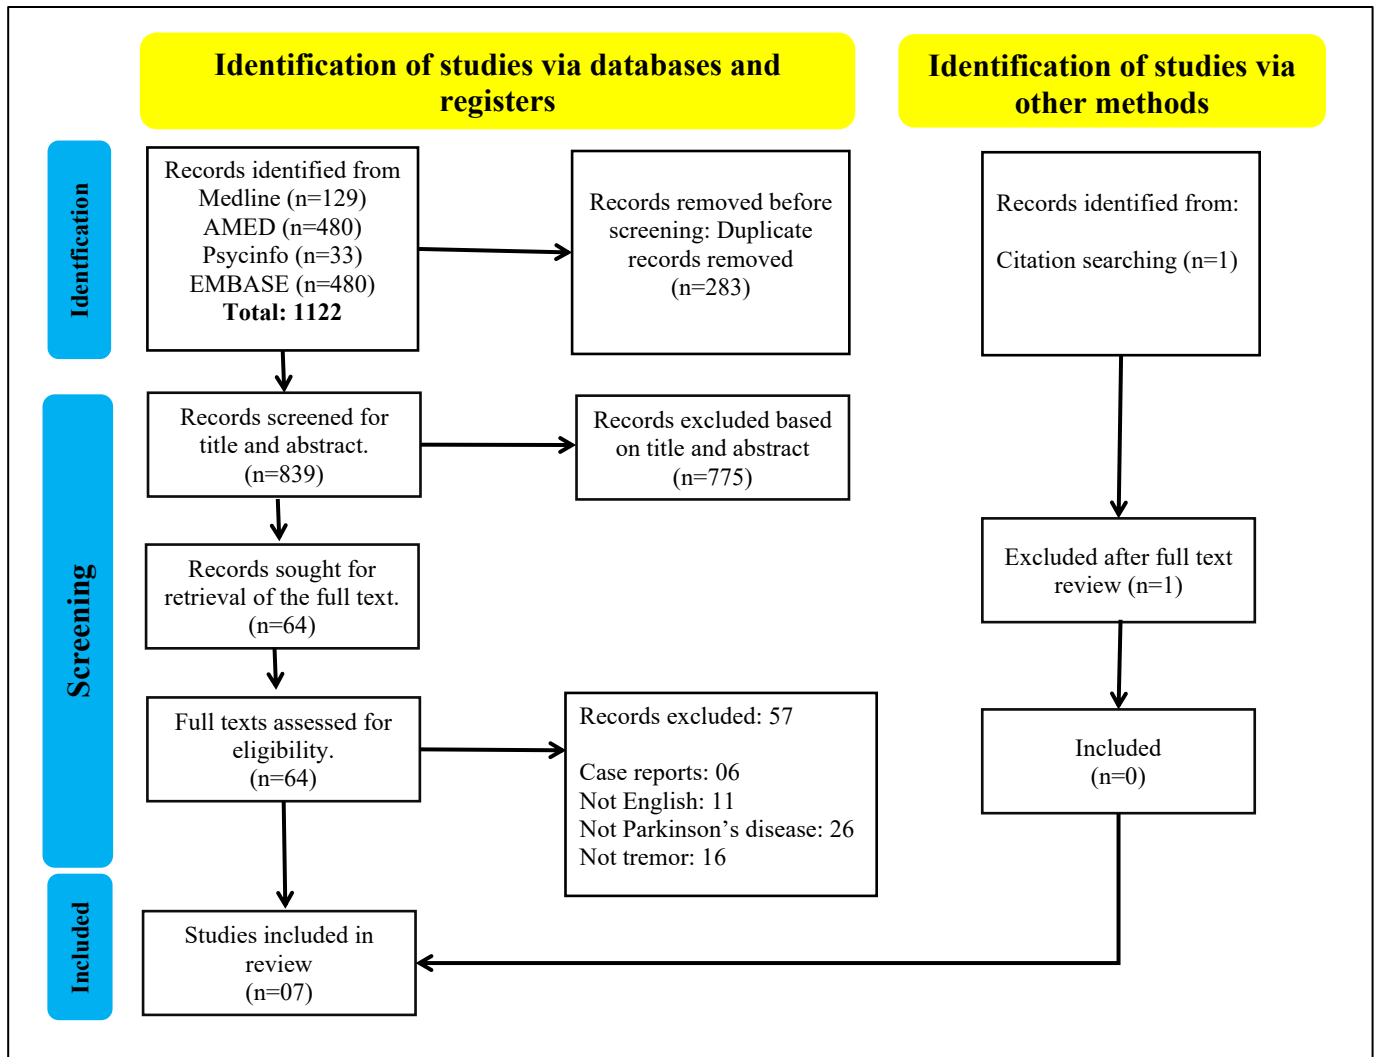 Identification of studies via databases and
registers
Identification of studies via
other methods
Identfication
Records identified from
Medline (n=129)
AMED (n=480)
Psycinfo (n=33)
EMBASE (n=480)
Total: 1122
Records removed before
screening: Duplicate
records removed
(n=283)
Records identified from:
Citation searching (n=1)
Screening
Records screened for
title and abstract.
(n=839)
Records excluded based
on title and abstract
(n=775)
Records sought for
retrieval of the full text.
(n=64)
Excluded after full text
review (n=1)
Full texts assessed for
eligibility.
(n=64)
Records excluded: 57
Case reports: 06
Not English: 11
Not Parkinson’s disease: 26
Not tremor: 16
Included
(n=0)
Included
Studies included in
review
(n=07)